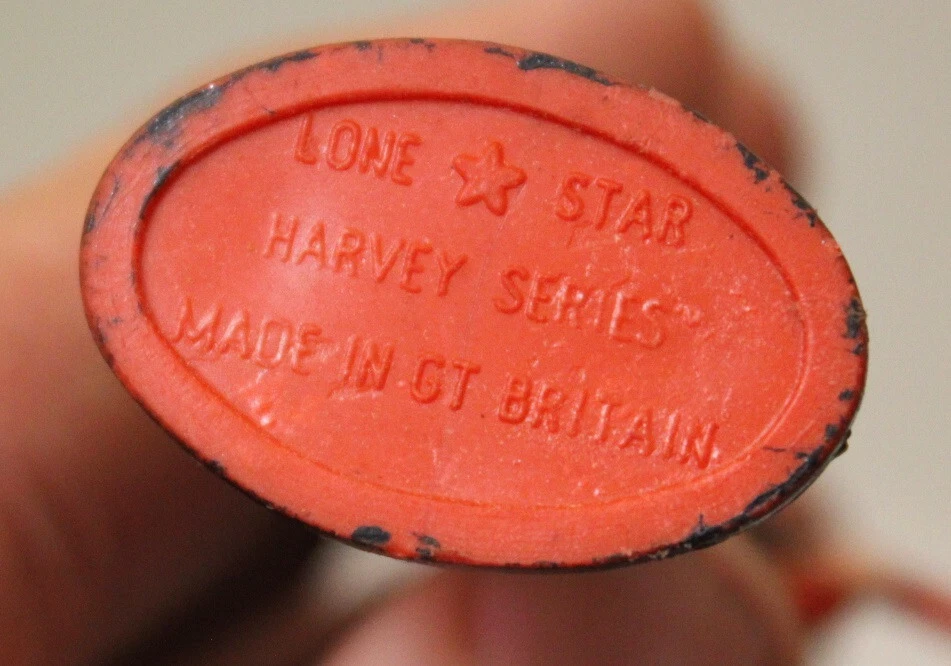 LONE ★ STAR
HARVEY SERIES
MADE IN GT BRITAIN